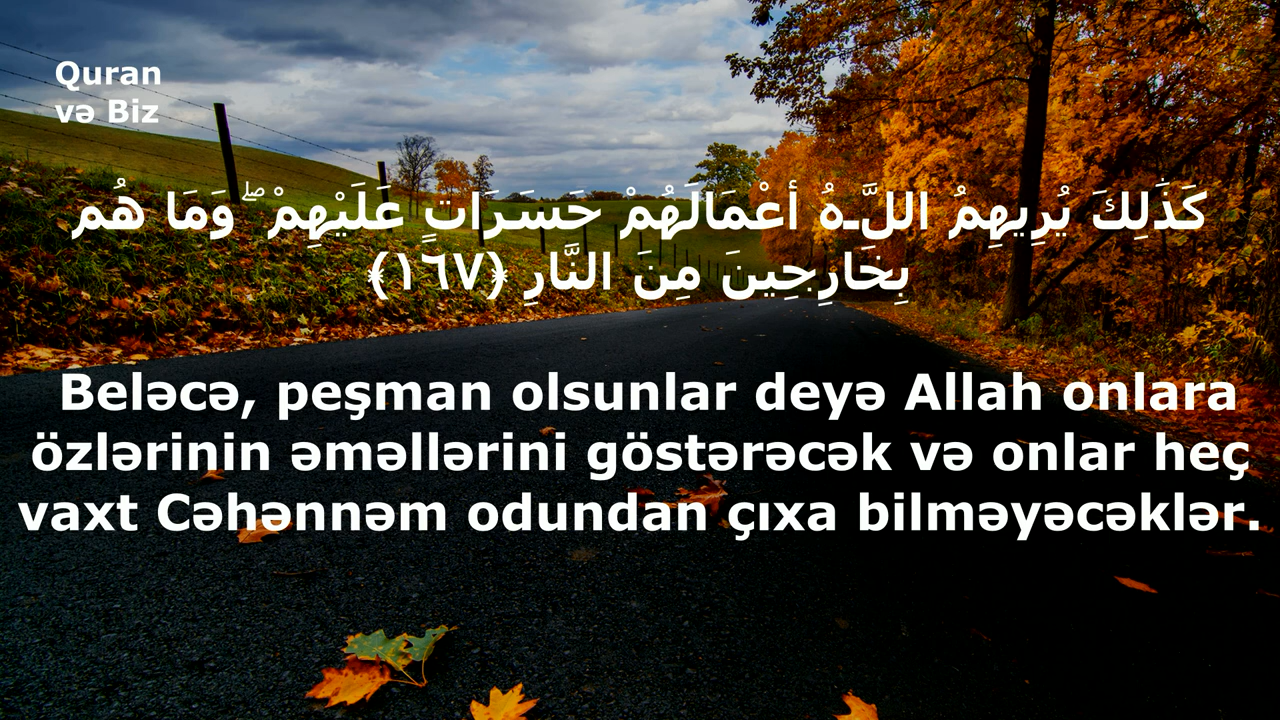 Quran
və Biz
كَذَٰلِكَ يُرِيهِمُ اللَّـهُ أَعْمَالَهُمْ حَسَرَاتٍ عَلَيْهِمْ ۖ وَمَا هُم
بِخَارِجِينَ مِنَ النَّارِ ﴿١٦٧﴾
Beləcə, peşman olsunlar deyə Allah onlara
özlərinin əməllərini göstərəcək və onlar heç
vaxt Cəhənnəm odundan çıxa bilməyəcəklər.